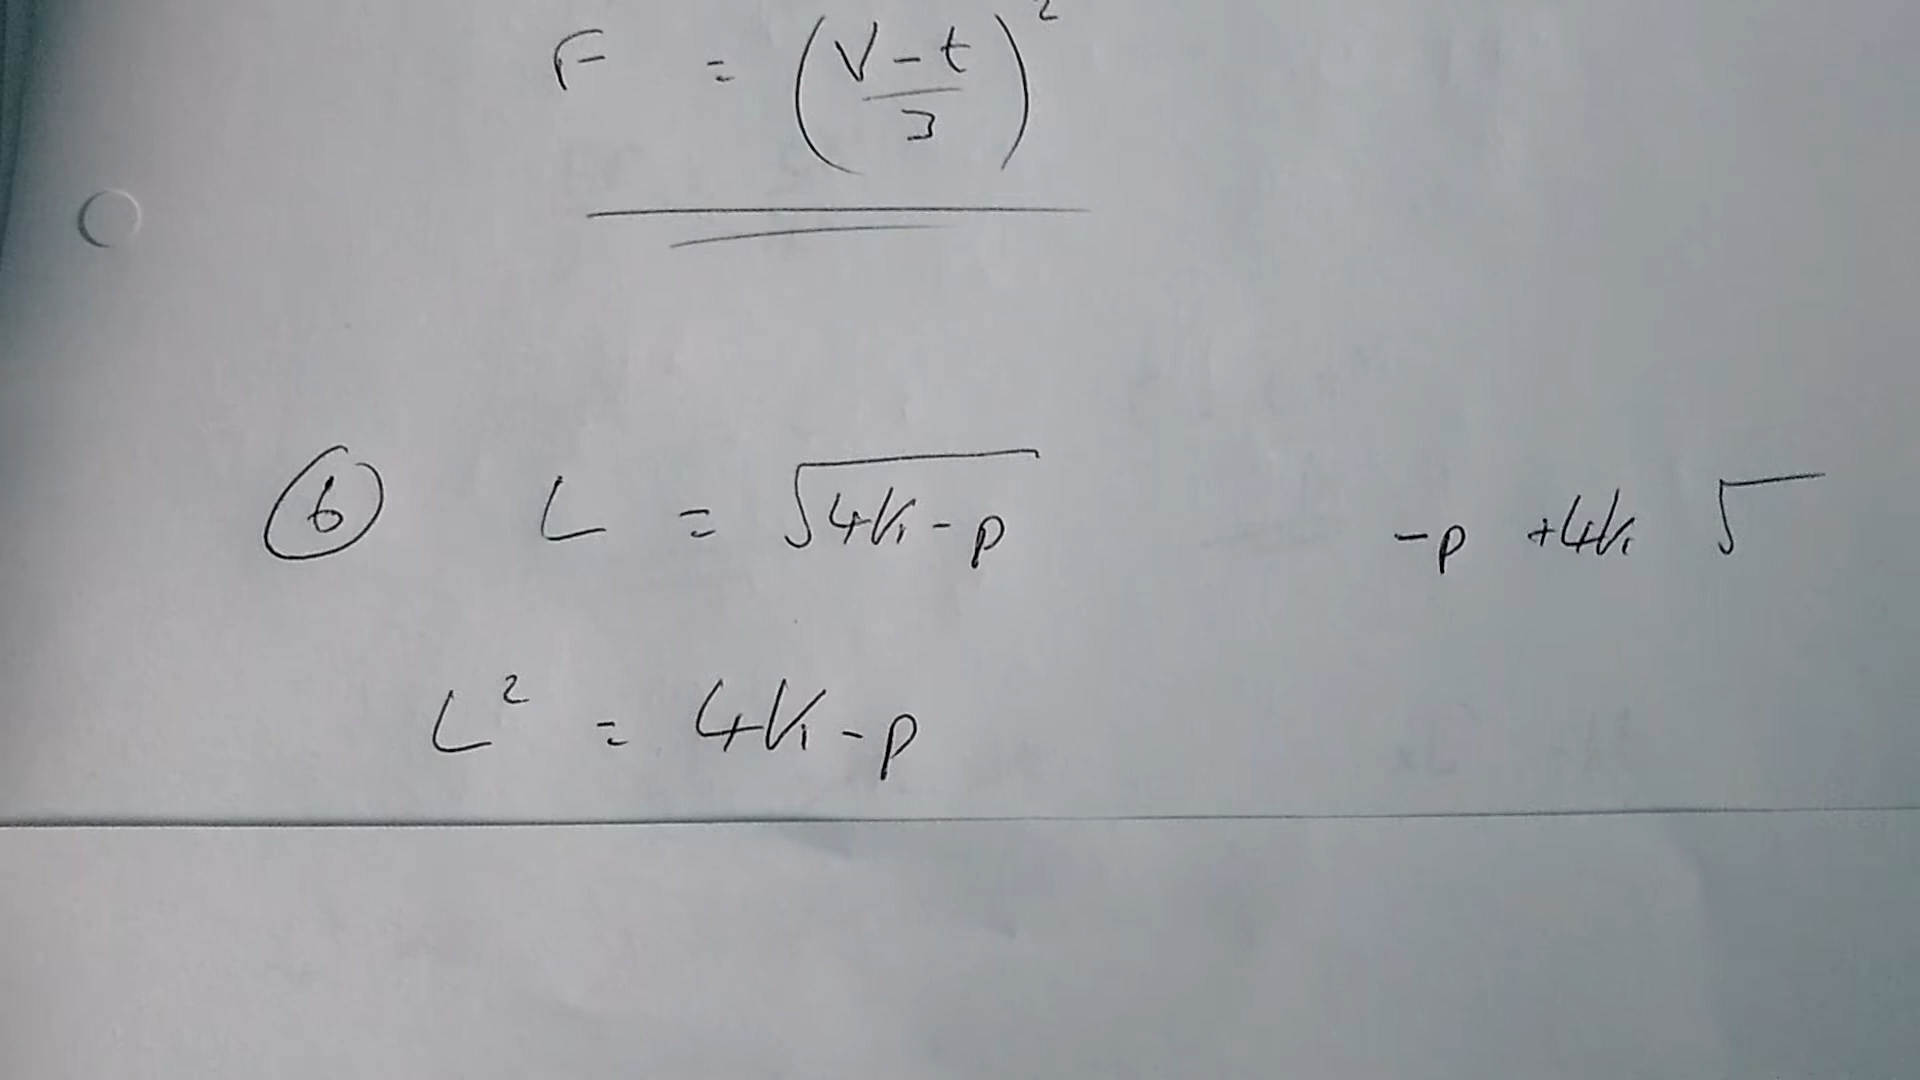 F = (V-t/3)²
6 L = √4k-p -p +4k √
L² = 4k-p